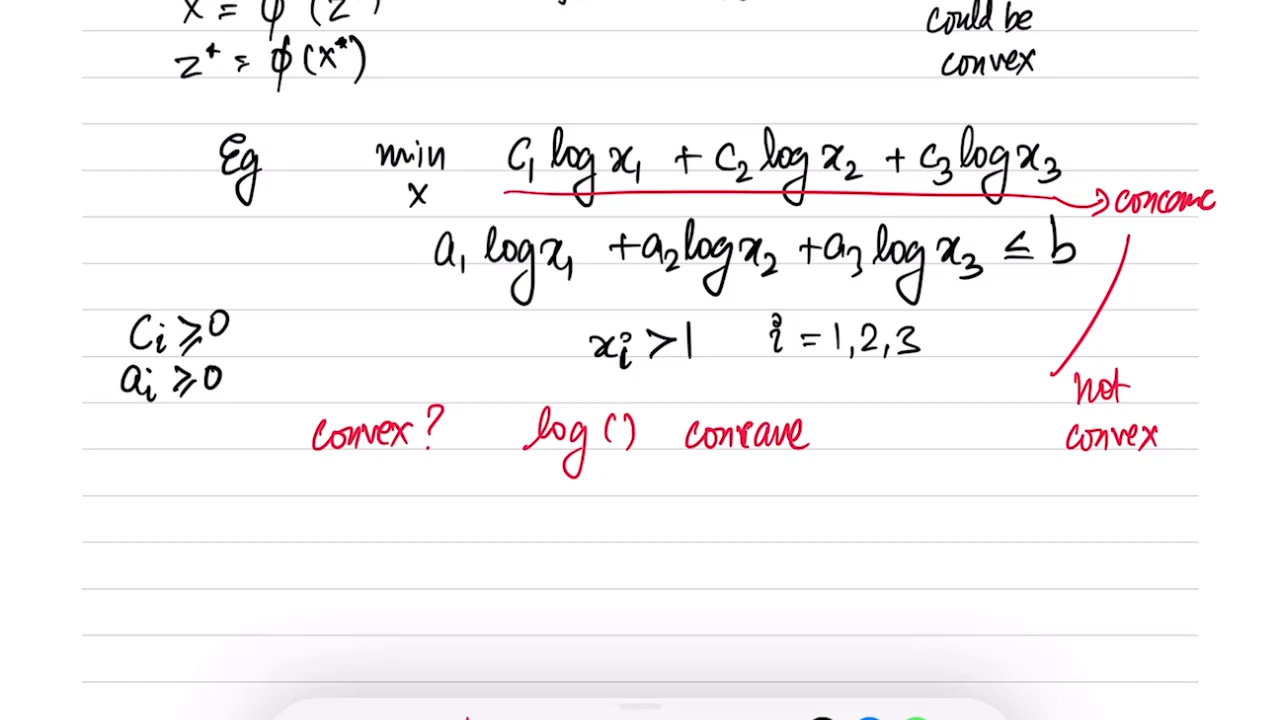 x = ϕ (z
z* = ϕ(x*)
could be
convex
Eg min x c₁ log x₁ + c₂ log x₂ + c₃ log x₃
concave
a₁ log x₁ + a₂ log x₂ + a₃ log x₃ ≤ b
cᵢ ≥ 0
aᵢ ≥ 0
xᵢ > 1 i = 1, 2, 3
not
convex
convex? log ( ) concave